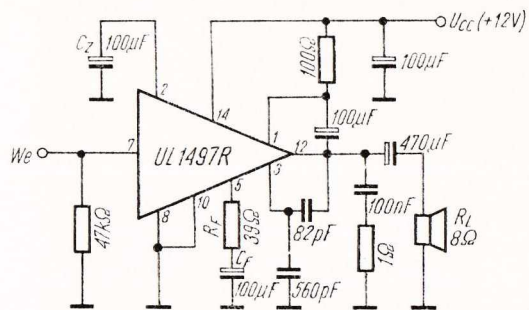 C_Z
100µF
2
14
100Ω
U_CC (+12V)
100µF
1
100µF
470µF
We
7
UL1497R
12
3
8
10
5
R_F
39Ω
82pF
100nF
R_L
8Ω
47kΩ
C_F
100µF
560pF
1Ω